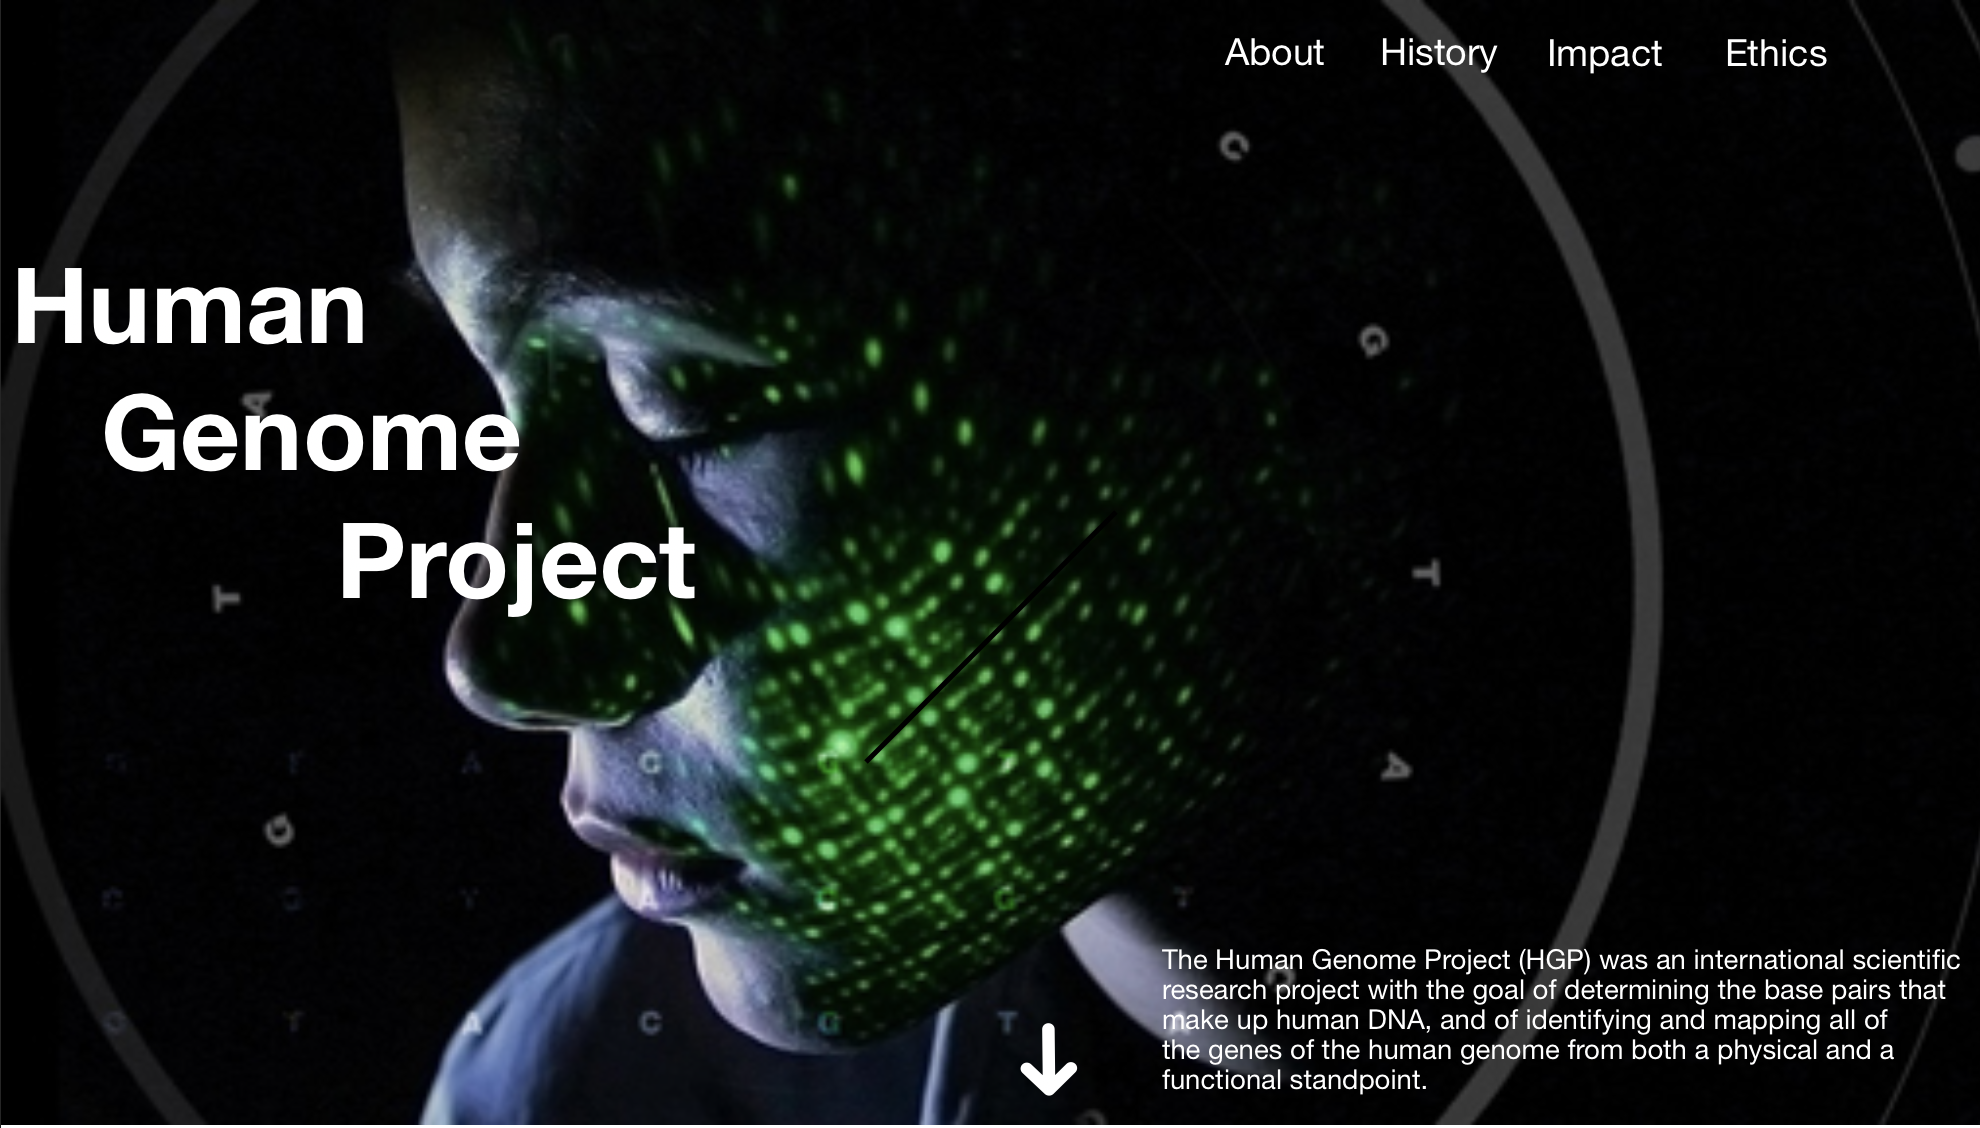 About History Impact Ethics
C
G
Human
A
Genome
T
T
Project
A
C
G
A
T
A
C
G
T
The Human Genome Project (HGP) was an international scientific
research project with the goal of determining the base pairs that
make up human DNA, and of identifying and mapping all of
the genes of the human genome from both a physical and a
functional standpoint.